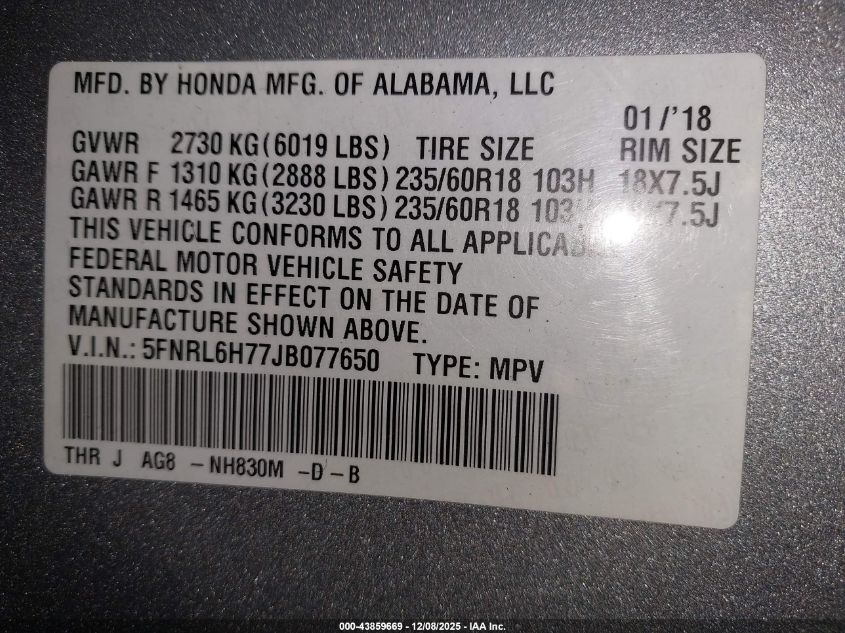 MFD. BY HONDA MFG. OF ALABAMA, LLC
01/'18
GVWR 2730 KG (6019 LBS) TIRE SIZE RIM SIZE
GAWR F 1310 KG (2888 LBS) 235/60R18 103H 18X7.5J
GAWR R 1465 KG (3230 LBS) 235/60R18 103H X7.5J
THIS VEHICLE CONFORMS TO ALL
FEDERAL MOTOR VEHICLE SAFETY
STANDARDS IN EFFECT ON THE DATE OF
MANUFACTURE SHOWN ABOVE.
V.I.N.: 5FNRL6H77JB077650 TYPE: MPV
THR J AG8 -NH830M -D-B
000-43859669 - 12/08/2025 - IAA Inc.